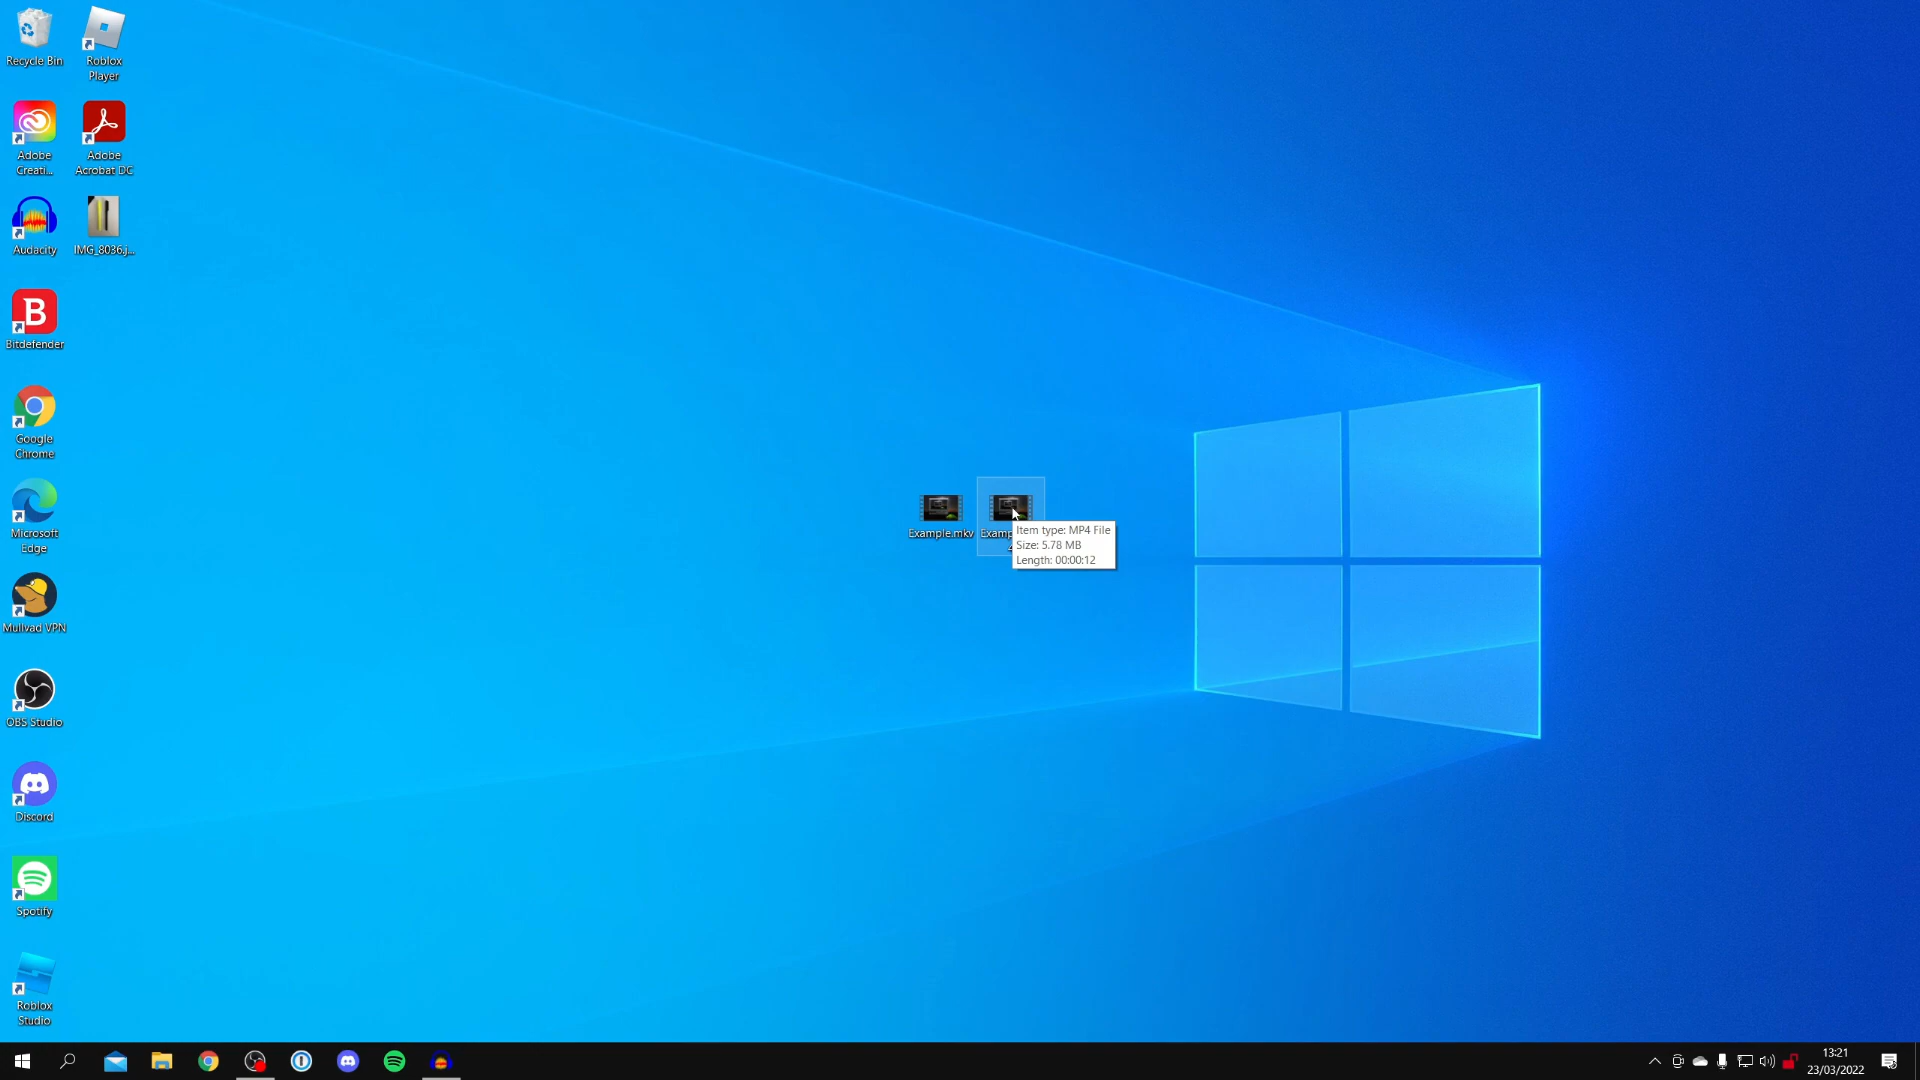 Recycle Bin
Roblox
Player
Adobe
Creati...
Adobe
Acrobat DC
Audacity
IMG_8036.j...
Bitdefender
Google
Chrome
Microsoft
Edge
Mullvad VPN
OBS Studio
Discord
Spotify
Roblox
Studio
Example.mkv
Item type: MP4 File
Size: 5.78 MB
Length: 00:00:12
13:21
23/03/2022